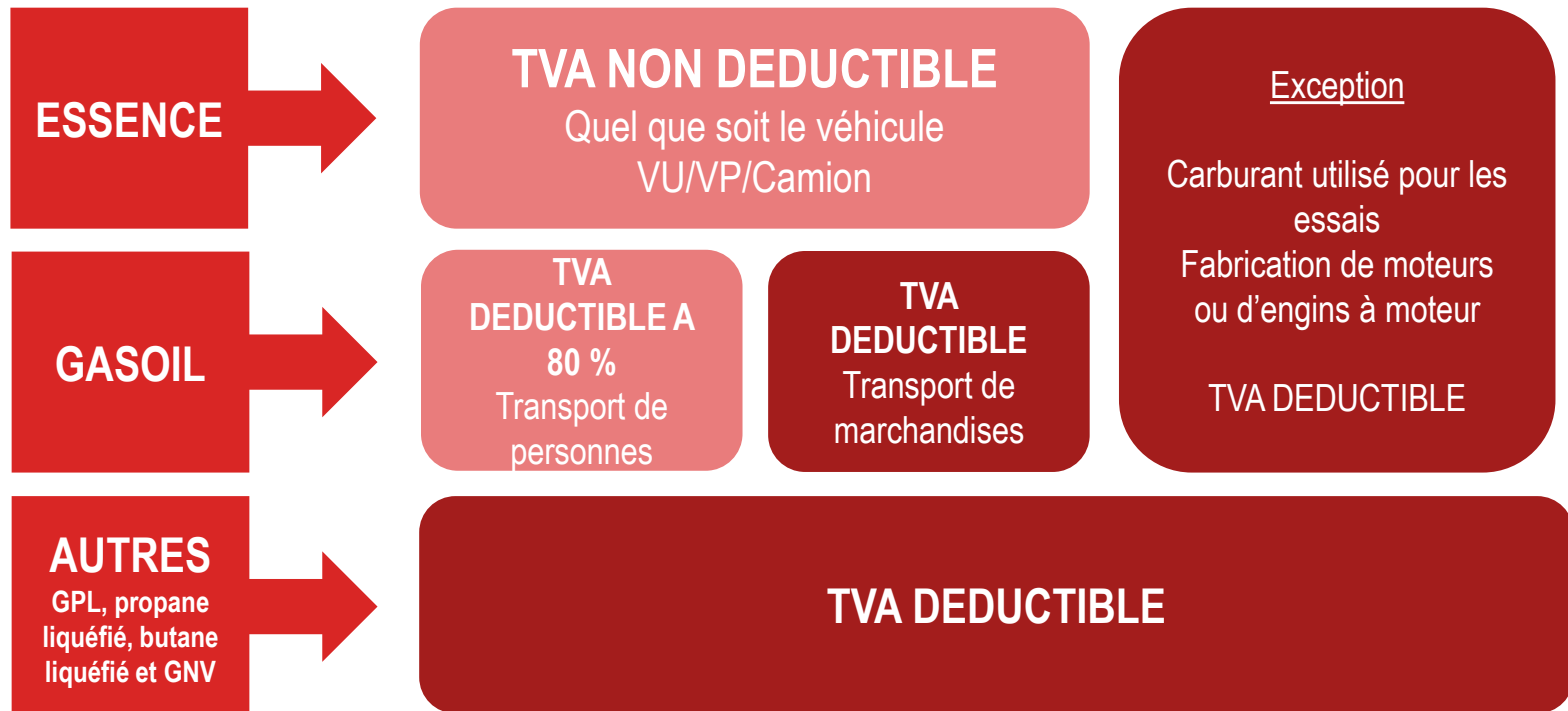 ESSENCE
TVA NON DEDUCTIBLE
Quel que soit le véhicule
VU/VP/Camion
Exception
Carburant utilisé pour les
essais
Fabrication de moteurs
ou d’engins à moteur
TVA DEDUCTIBLE
GASOIL
TVA
DEDUCTIBLE A
80 %
Transport de
personnes
TVA
DEDUCTIBLE
Transport de
marchandises
AUTRES
GPL, propane
liquéfié, butane
liquéfié et GNV
TVA DEDUCTIBLE